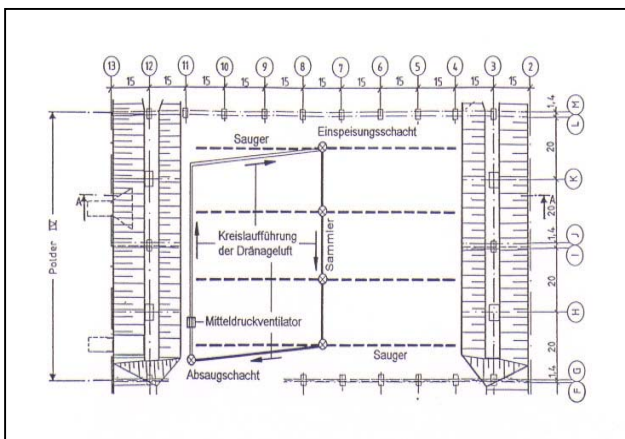 13 12 11 10 9 8 7 6 5 4 3 2
15 15 15 15 15 15 15 15 15 15 15
M
1.4
L
Sauger
Einspeisungsschacht
20
K
A
A
20
Kreislaufführung
der Dränageluft
Sammler
J
1.4
I
Polder IV
20
H
Mitteldruckventilator
20
Sauger
Absaugschacht
G
1.4
F